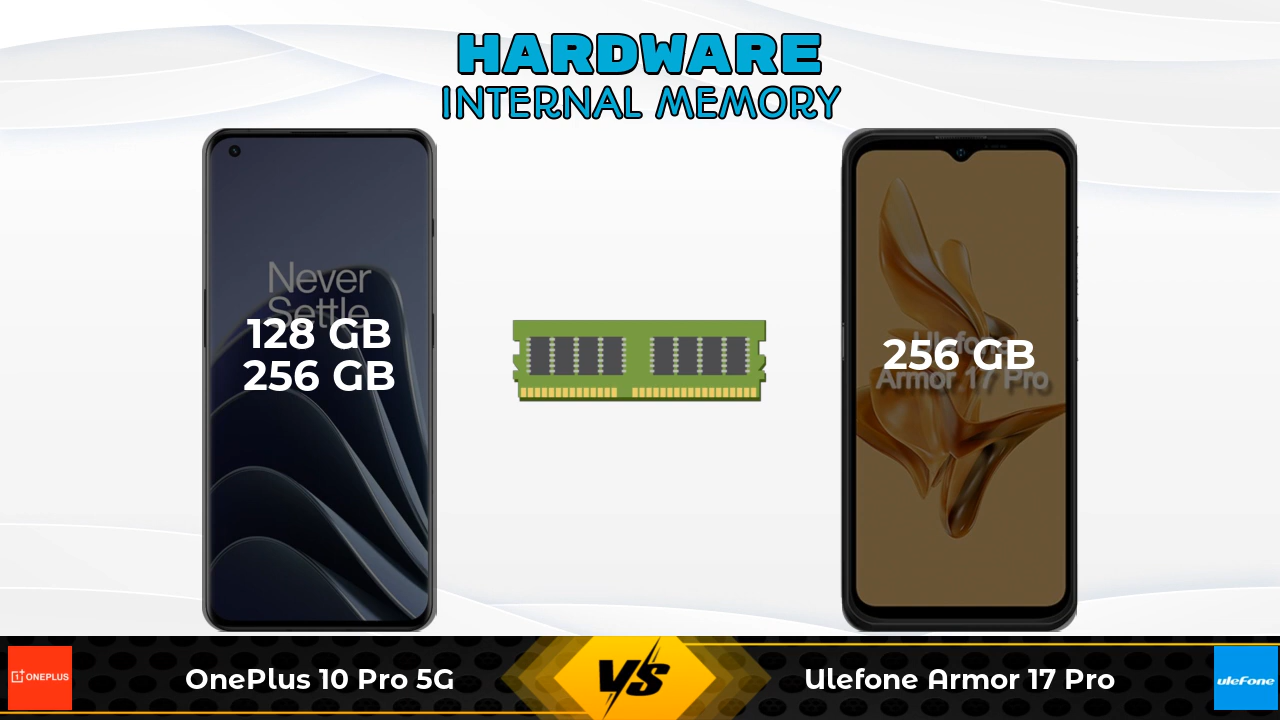 HARDWARE
INTERNAL MEMORY
Never
Settle
128 GB
256 GB
Ulefone
Armor 17 Pro
256 GB
ONEPLUS
OnePlus 10 Pro 5G
VS
Ulefone Armor 17 Pro
uleFone